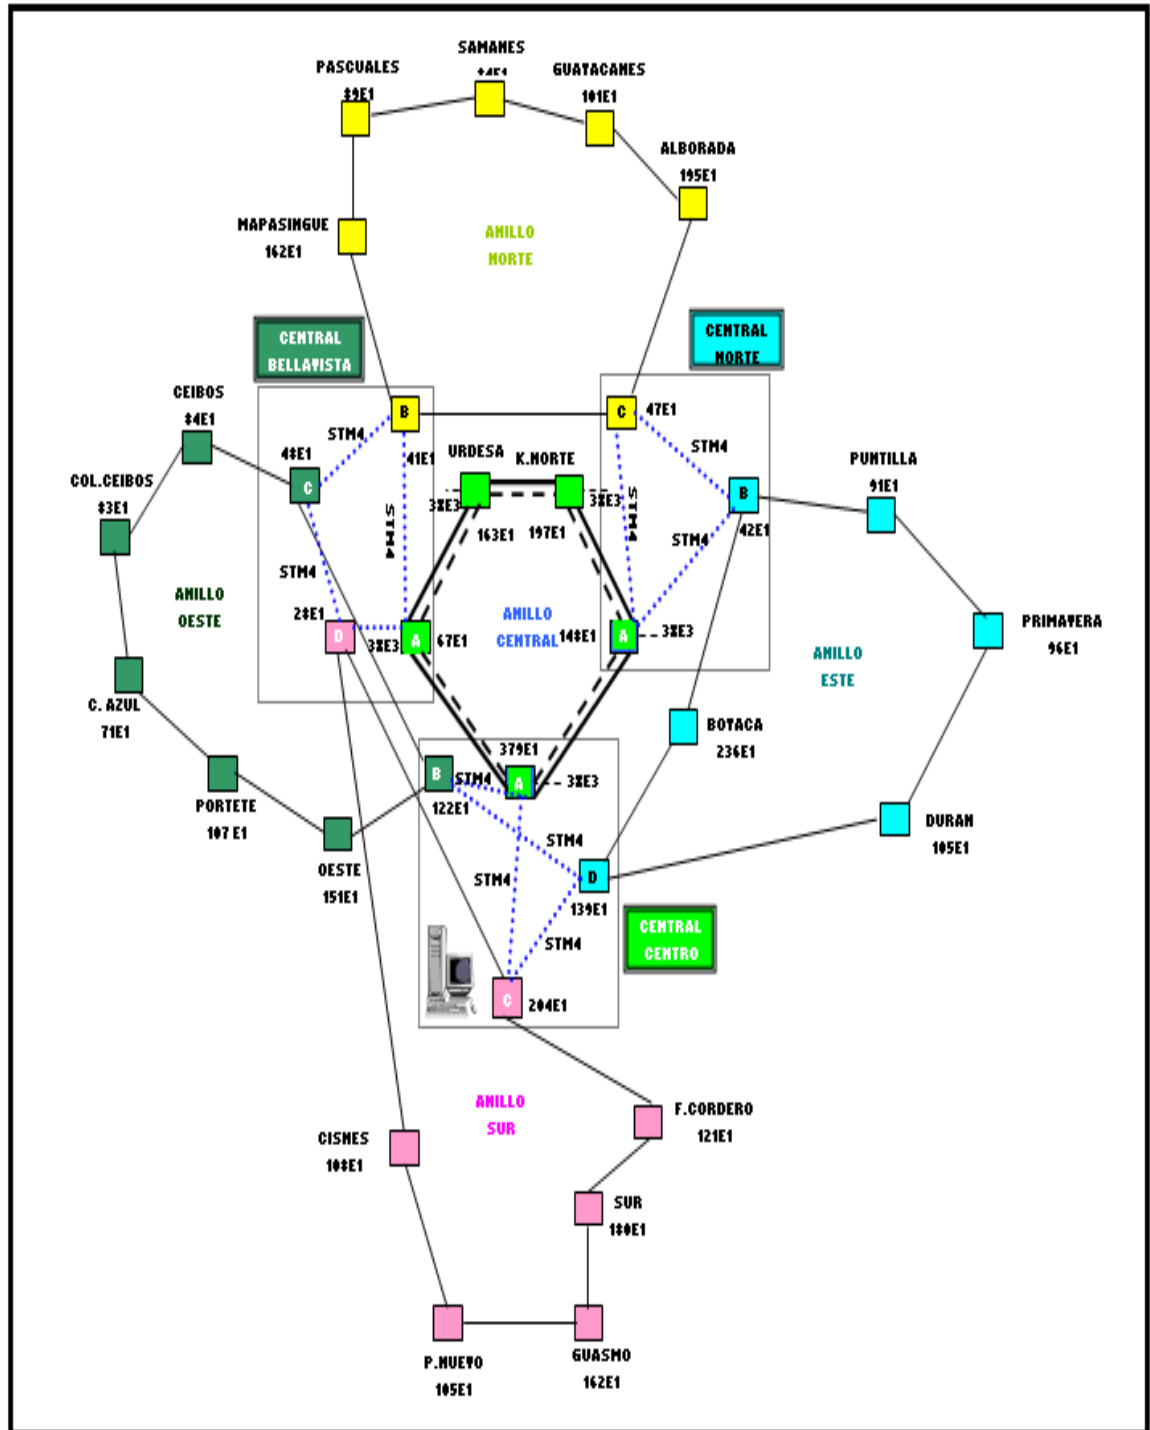 SAMANES
PASCUALES
GUAYACANES
89E1
101E1
ALBORADA
195E1
MAPASINGUE
162E1
ANILLO
NORTE
CENTRAL
BELLAVISTA
CENTRAL
NORTE
CEIBOS
84E1
B
C
47E1
STM4
STM4
48E1
41E1
URDESA
K.NORTE
PUNTILLA
91E1
COL.CEIBOS
83E1
C
B
3XE3
3XE3
STM4
42E1
163E1
197E1
STM4
STM4
STM4
ANILLO
OESTE
28E1
ANILLO
CENTRAL
D
3XE3
A
67E1
148E1
A
3XE3
PRIMAVERA
96E1
ANILLO
ESTE
C. AZUL
71E1
BOYACA
236E1
379E1
B
STM4
A
3XE3
122E1
PORTETE
107 E1
DURAN
105E1
STM4
OESTE
151E1
STM4
D
139E1
CENTRAL
CENTRO
STM4
C
204E1
ANILLO
SUR
F.CORDERO
121E1
CISNES
108E1
SUR
180E1
P.NUEVO
105E1
GUASMO
162E1